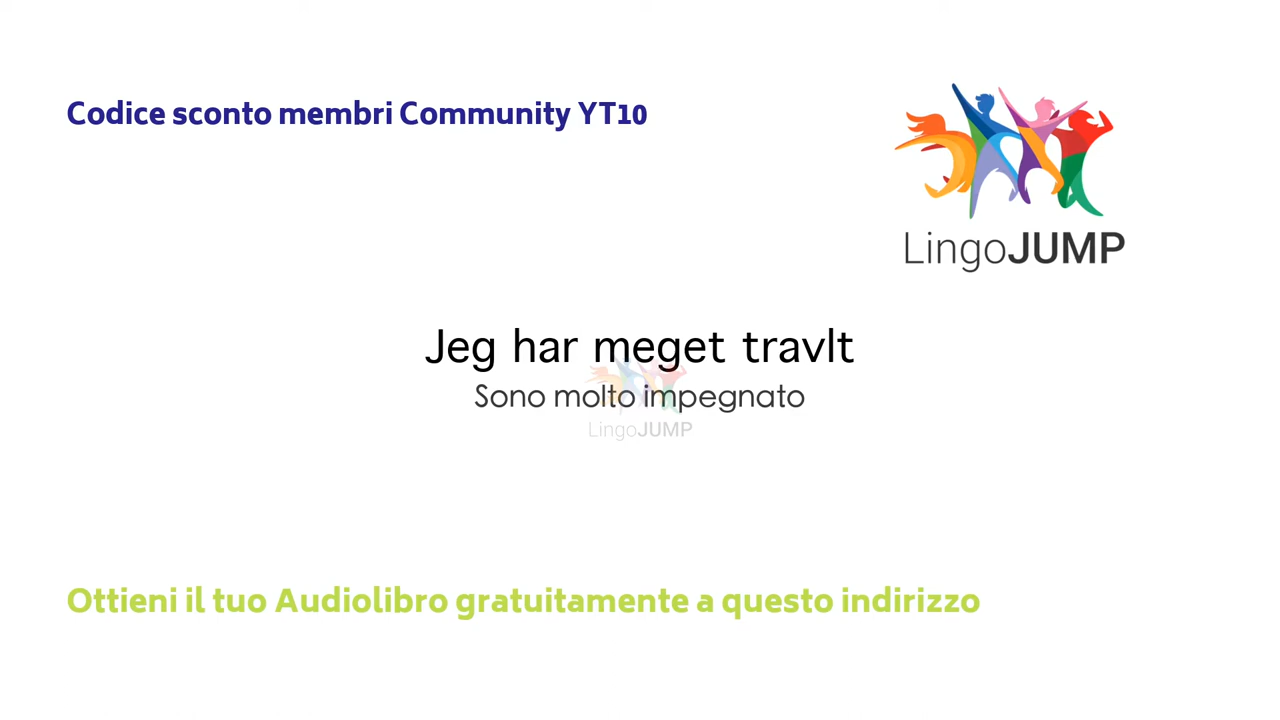 Codice sconto membri Community YT10
LingoJUMP
Jeg har meget travlt
Sono molto impegnato
LingoJUMP
Ottieni il tuo Audiolibro gratuitamente a questo indirizzo